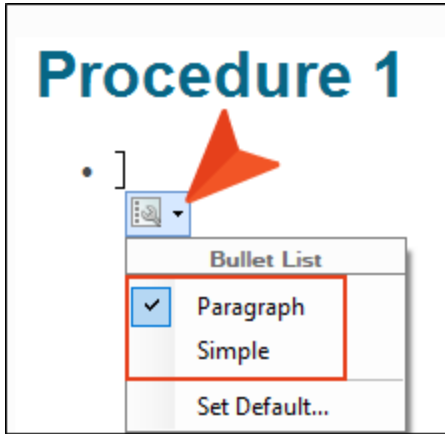 Procedure 1
Bullet List
Paragraph
Simple
Set Default...